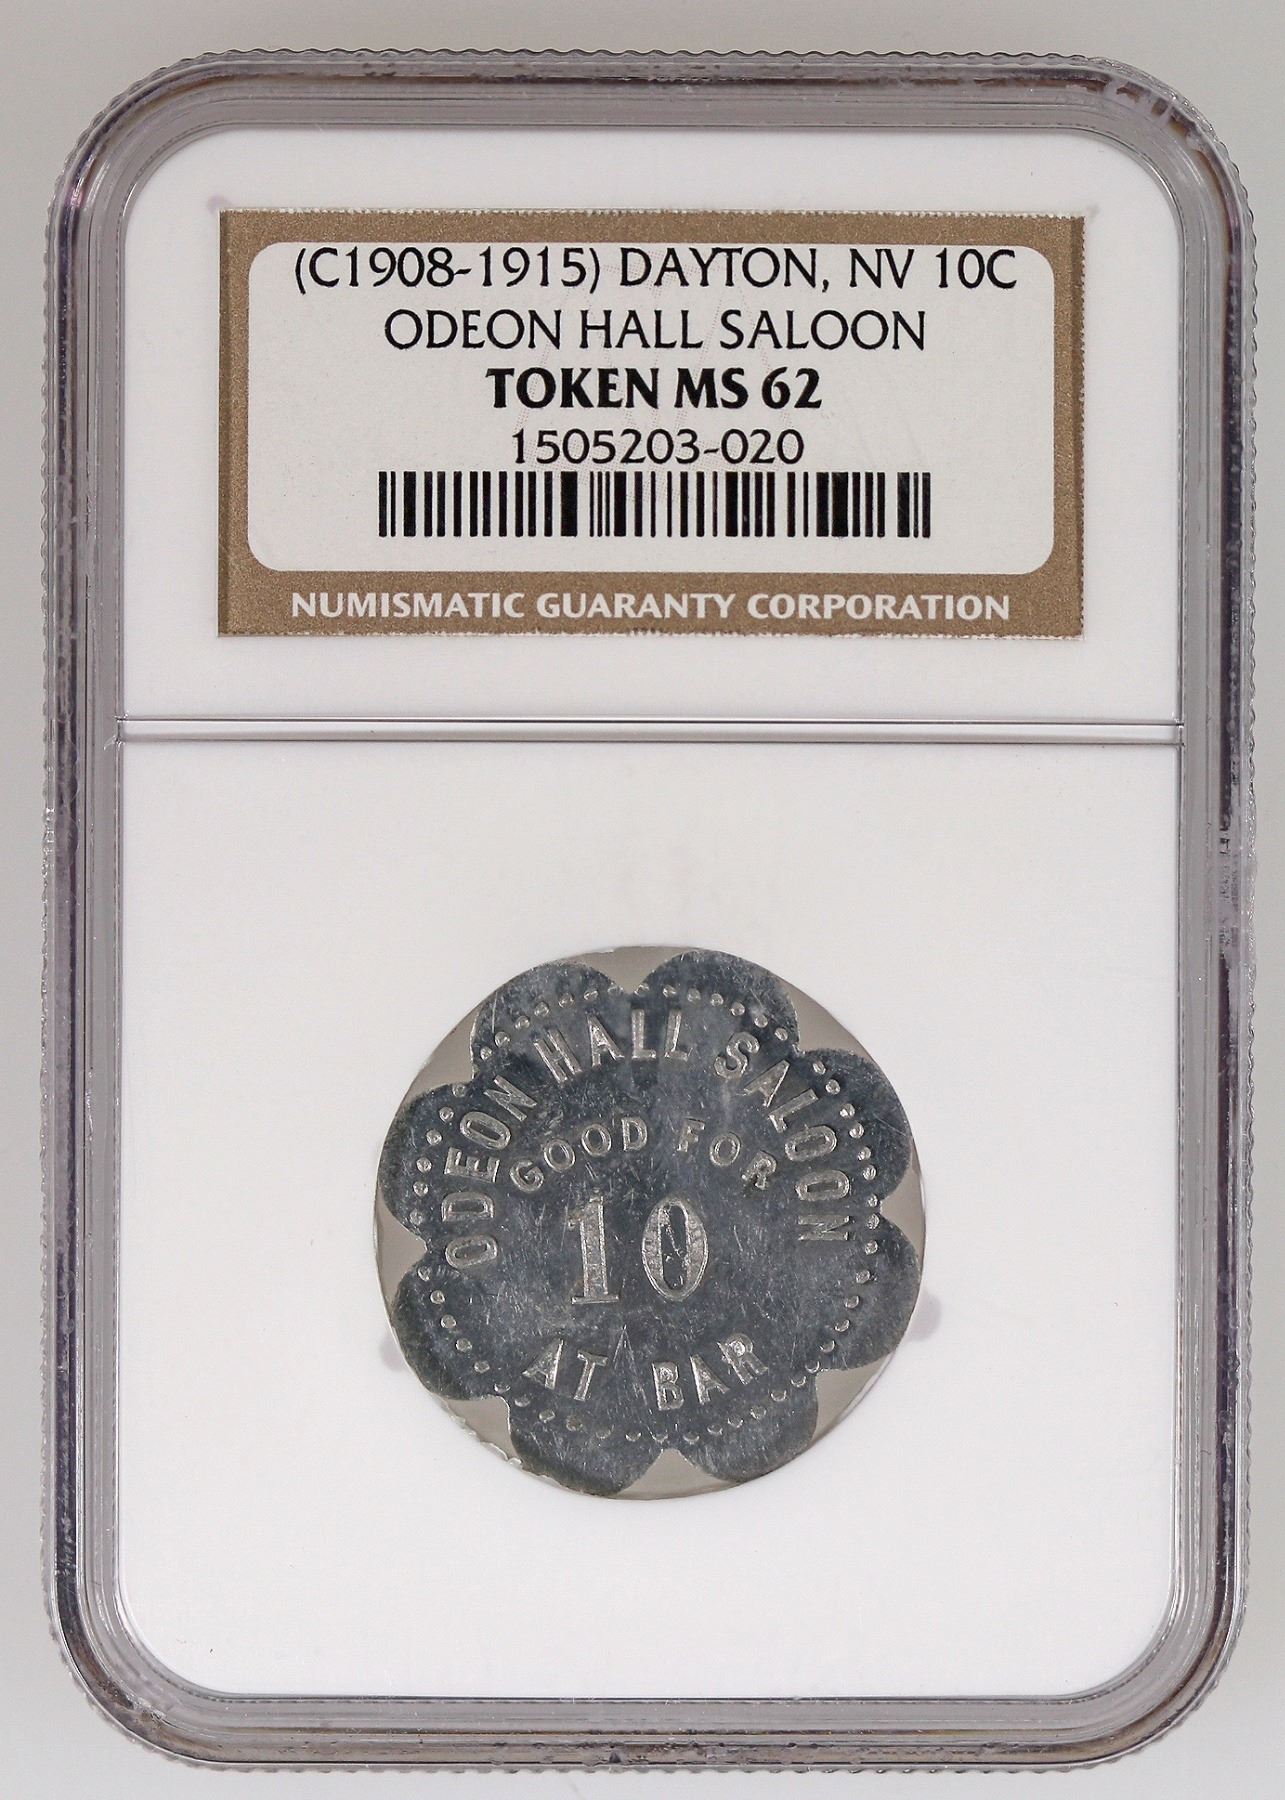 (C1908-1915) DAYTON, NV 10C
ODEON HALL SALOON
TOKEN MS 62
1505203-020
NUMISMATIC GUARANTY CORPORATION
ODEON HALL SALOON
GOOD FOR
10
AT BAR